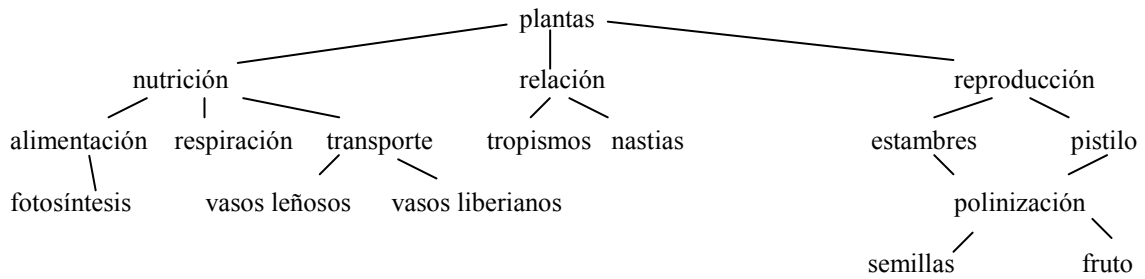 plantas
nutrición relación reproducción
alimentación respiración transporte tropismos nastias estambres pistilo
fotosíntesis vasos leñosos vasos liberianos polinización
semillas fruto